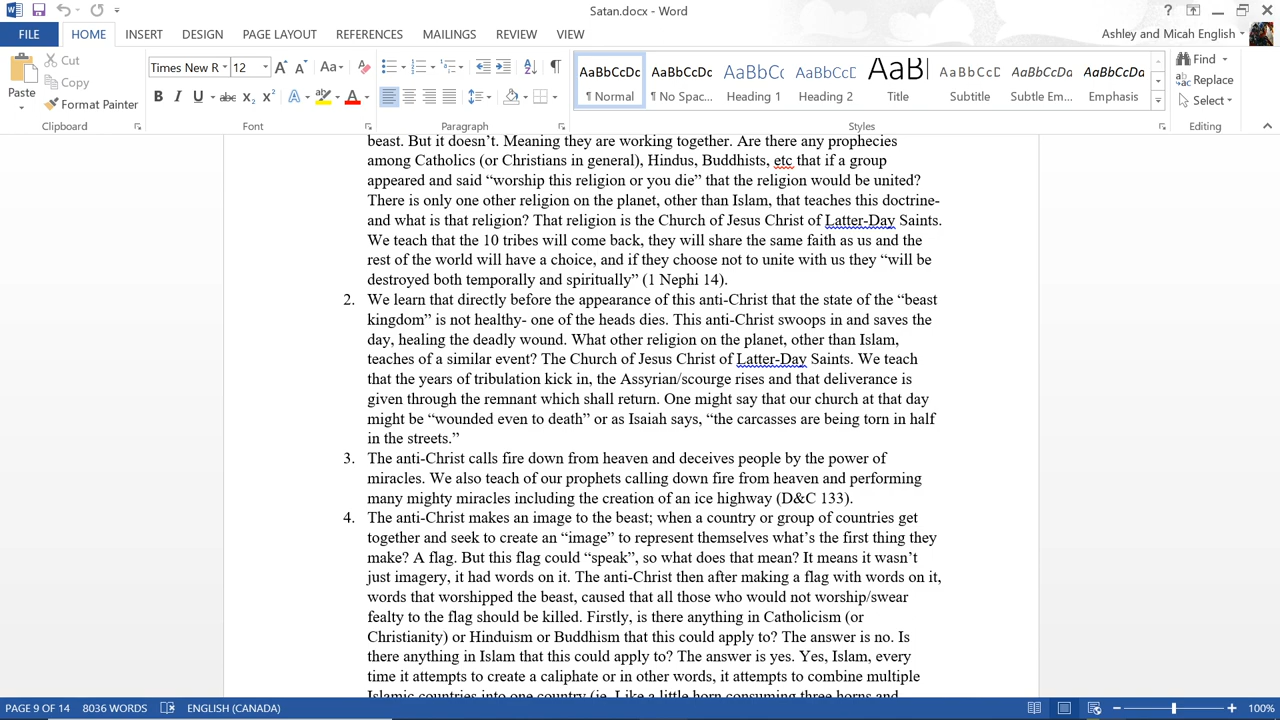 Satan.docx - Word
FILE HOME INSERT DESIGN PAGE LAYOUT REFERENCES MAILINGS REVIEW VIEW
Ashley and Micah English
Paste
Cut
Copy
Format Painter
Clipboard
Times New R 12
Font
Paragraph
AaBbCcDc AaBbCcDc AaBbCc AaBbCcD AaBl AaBbCcD AaBbCcDc AaBbCcDc
¶ Normal ¶ No Spac... Heading 1 Heading 2 Title Subtitle Subtle Em... Emphasis
Styles
Find
Replace
Select
Editing
beast. But it doesn’t. Meaning they are working together. Are there any prophecies
among Catholics (or Christians in general), Hindus, Buddhists, etc that if a group
appeared and said “worship this religion or you die” that the religion would be united?
There is only one other religion on the planet, other than Islam, that teaches this doctrine-
and what is that religion? That religion is the Church of Jesus Christ of Latter-Day Saints.
We teach that the 10 tribes will come back, they will share the same faith as us and the
rest of the world will have a choice, and if they choose not to unite with us they “will be
destroyed both temporally and spiritually” (1 Nephi 14).
2. We learn that directly before the appearance of this anti-Christ that the state of the “beast
kingdom” is not healthy- one of the heads dies. This anti-Christ swoops in and saves the
day, healing the deadly wound. What other religion on the planet, other than Islam,
teaches of a similar event? The Church of Jesus Christ of Latter-Day Saints. We teach
that the years of tribulation kick in, the Assyrian/scourge rises and that deliverance is
given through the remnant which shall return. One might say that our church at that day
might be “wounded even to death” or as Isaiah says, “the carcasses are being torn in half
in the streets.”
3. The anti-Christ calls fire down from heaven and deceives people by the power of
miracles. We also teach of our prophets calling down fire from heaven and performing
many mighty miracles including the creation of an ice highway (D&C 133).
4. The anti-Christ makes an image to the beast; when a country or group of countries get
together and seek to create an “image” to represent themselves what’s the first thing they
make? A flag. But this flag could “speak”, so what does that mean? It means it wasn’t
just imagery, it had words on it. The anti-Christ then after making a flag with words on it,
words that worshipped the beast, caused that all those who would not worship/swear
fealty to the flag should be killed. Firstly, is there anything in Catholicism (or
Christianity) or Hinduism or Buddhism that this could apply to? The answer is no. Is
there anything in Islam that this could apply to? The answer is yes. Yes, Islam, every
time it attempts to create a caliphate or in other words, it attempts to combine multiple
Islamic countries into one country (ie. Like a little horn consuming three horns and
PAGE 9 OF 14 8036 WORDS ENGLISH (CANADA) 100%